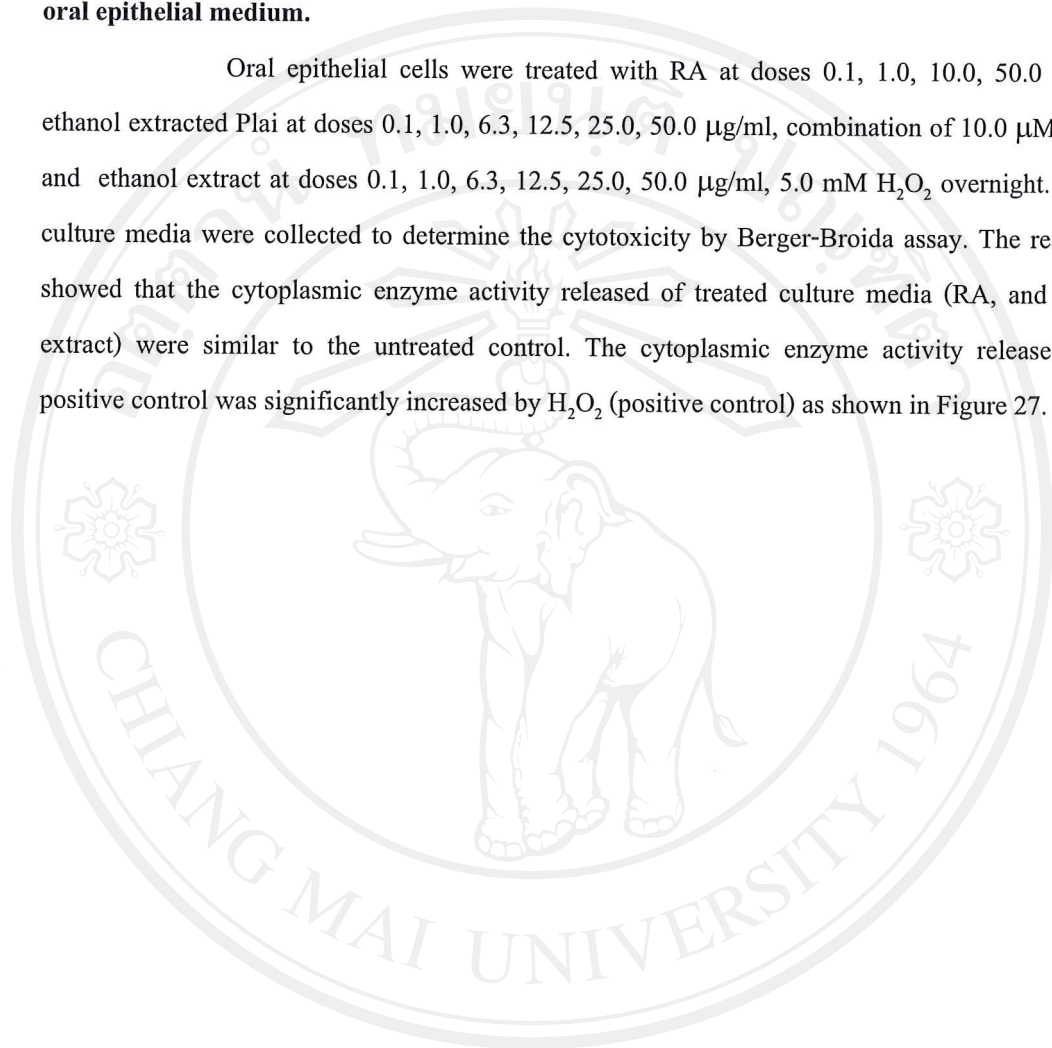 oral epithelial medium.
Oral epithelial cells were treated with RA at doses 0.1, 1.0, 10.0, 50.0
ethanol extracted Plai at doses 0.1, 1.0, 6.3, 12.5, 25.0, 50.0 μg/ml, combination of 10.0 μM
and ethanol extract at doses 0.1, 1.0, 6.3, 12.5, 25.0, 50.0 μg/ml, 5.0 mM H₂O₂ overnight.
culture media were collected to determine the cytotoxicity by Berger-Broida assay. The re
showed that the cytoplasmic enzyme activity released of treated culture media (RA, and
extract) were similar to the untreated control. The cytoplasmic enzyme activity release
positive control was significantly increased by H₂O₂ (positive control) as shown in Figure 27.
CHIANG MAI UNIVERSITY 1964